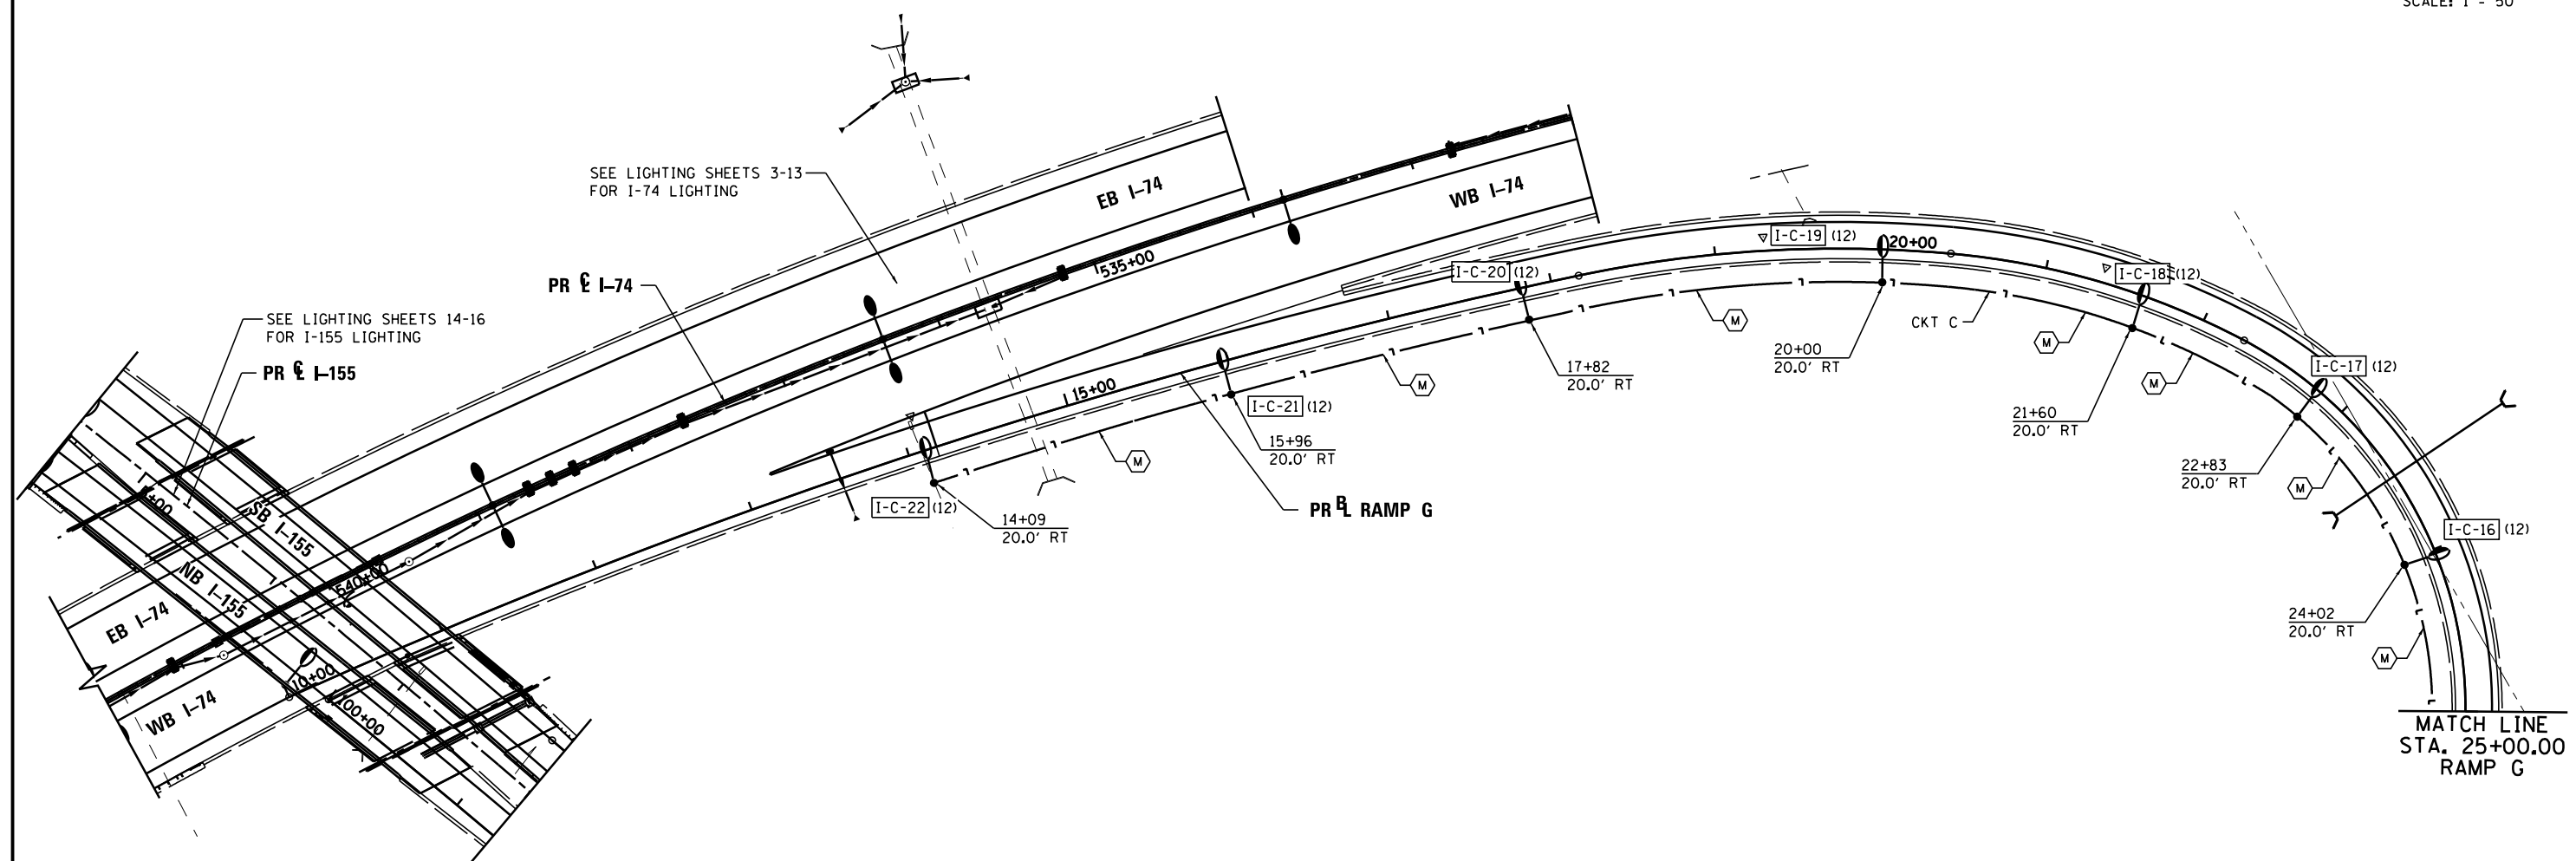 SCALE: 1" = 50'
SEE LIGHTING SHEETS 3-13
FOR I-74 LIGHTING
EB I-74
WB I-74
PR ℄ I-74
535+00
SEE LIGHTING SHEETS 14-16
FOR I-155 LIGHTING
PR ℄ I-155
I-C-19 (12)
20+00
I-C-20 (12)
I-C-18 (12)
CKT C
M
M
M
M
M
M
M
M
20+00
20.0' RT
17+82
20.0' RT
I-C-17 (12)
15+00
I-C-21 (12)
15+96
20.0' RT
21+60
20.0' RT
22+83
20.0' RT
I-C-22 (12)
14+09
20.0' RT
PR BL RAMP G
I-C-16 (12)
24+02
20.0' RT
SB I-155
NB I-155
540+00
EB I-74
WB I-74
10+00
100+00
MATCH LINE
STA. 25+00.00
RAMP G